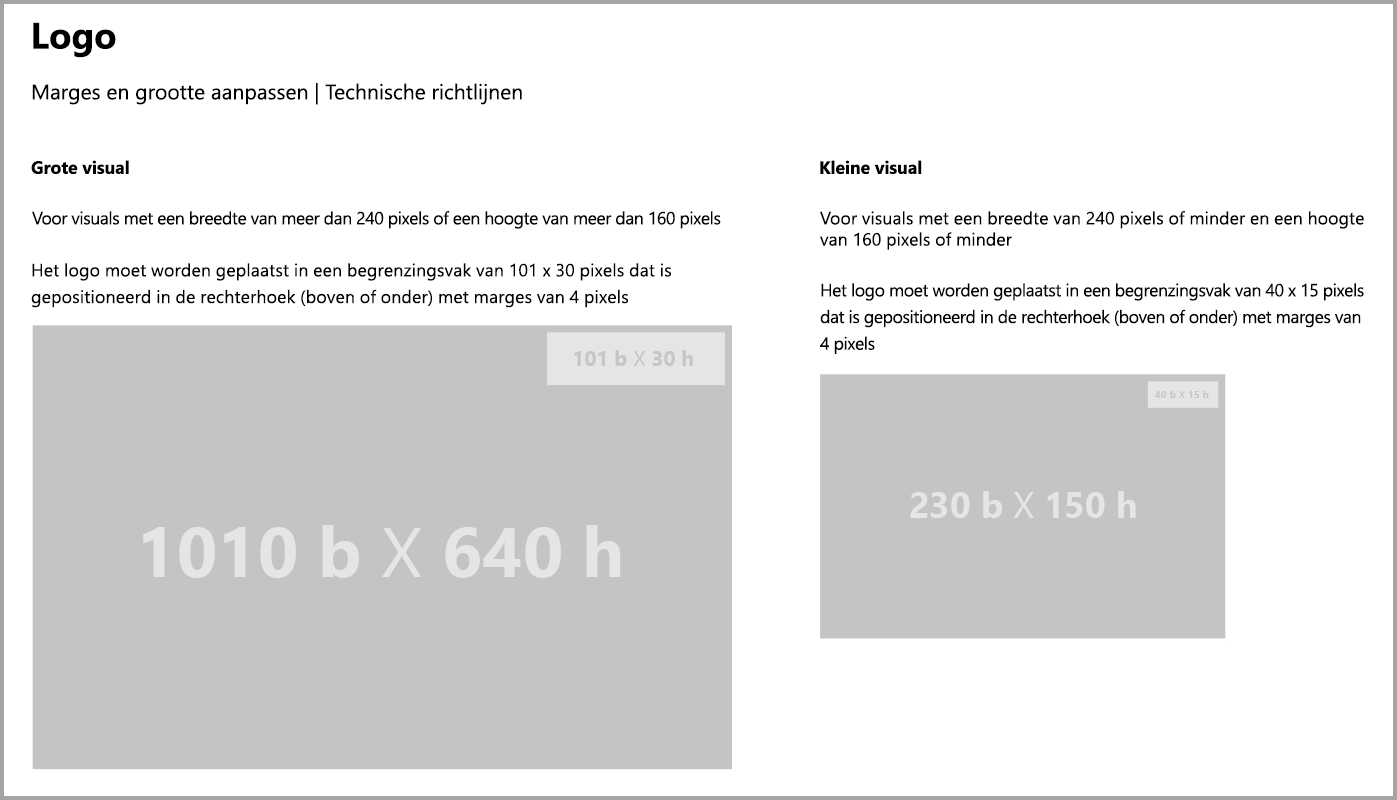 Logo
Marges en grootte aanpassen | Technische richtlijnen
Grote visual
Voor visuals met een breedte van meer dan 240 pixels of een hoogte van meer dan 160 pixels
Het logo moet worden geplaatst in een begrenzingsvak van 101 x 30 pixels dat is
gepositioneerd in de rechterhoek (boven of onder) met marges van 4 pixels
101 b X 30 h
1010 b X 640 h
Kleine visual
Voor visuals met een breedte van 240 pixels of minder en een hoogte
van 160 pixels of minder
Het logo moet worden geplaatst in een begrenzingsvak van 40 x 15 pixels
dat is gepositioneerd in de rechterhoek (boven of onder) met marges van
4 pixels
40 b X 15 h
230 b X 150 h